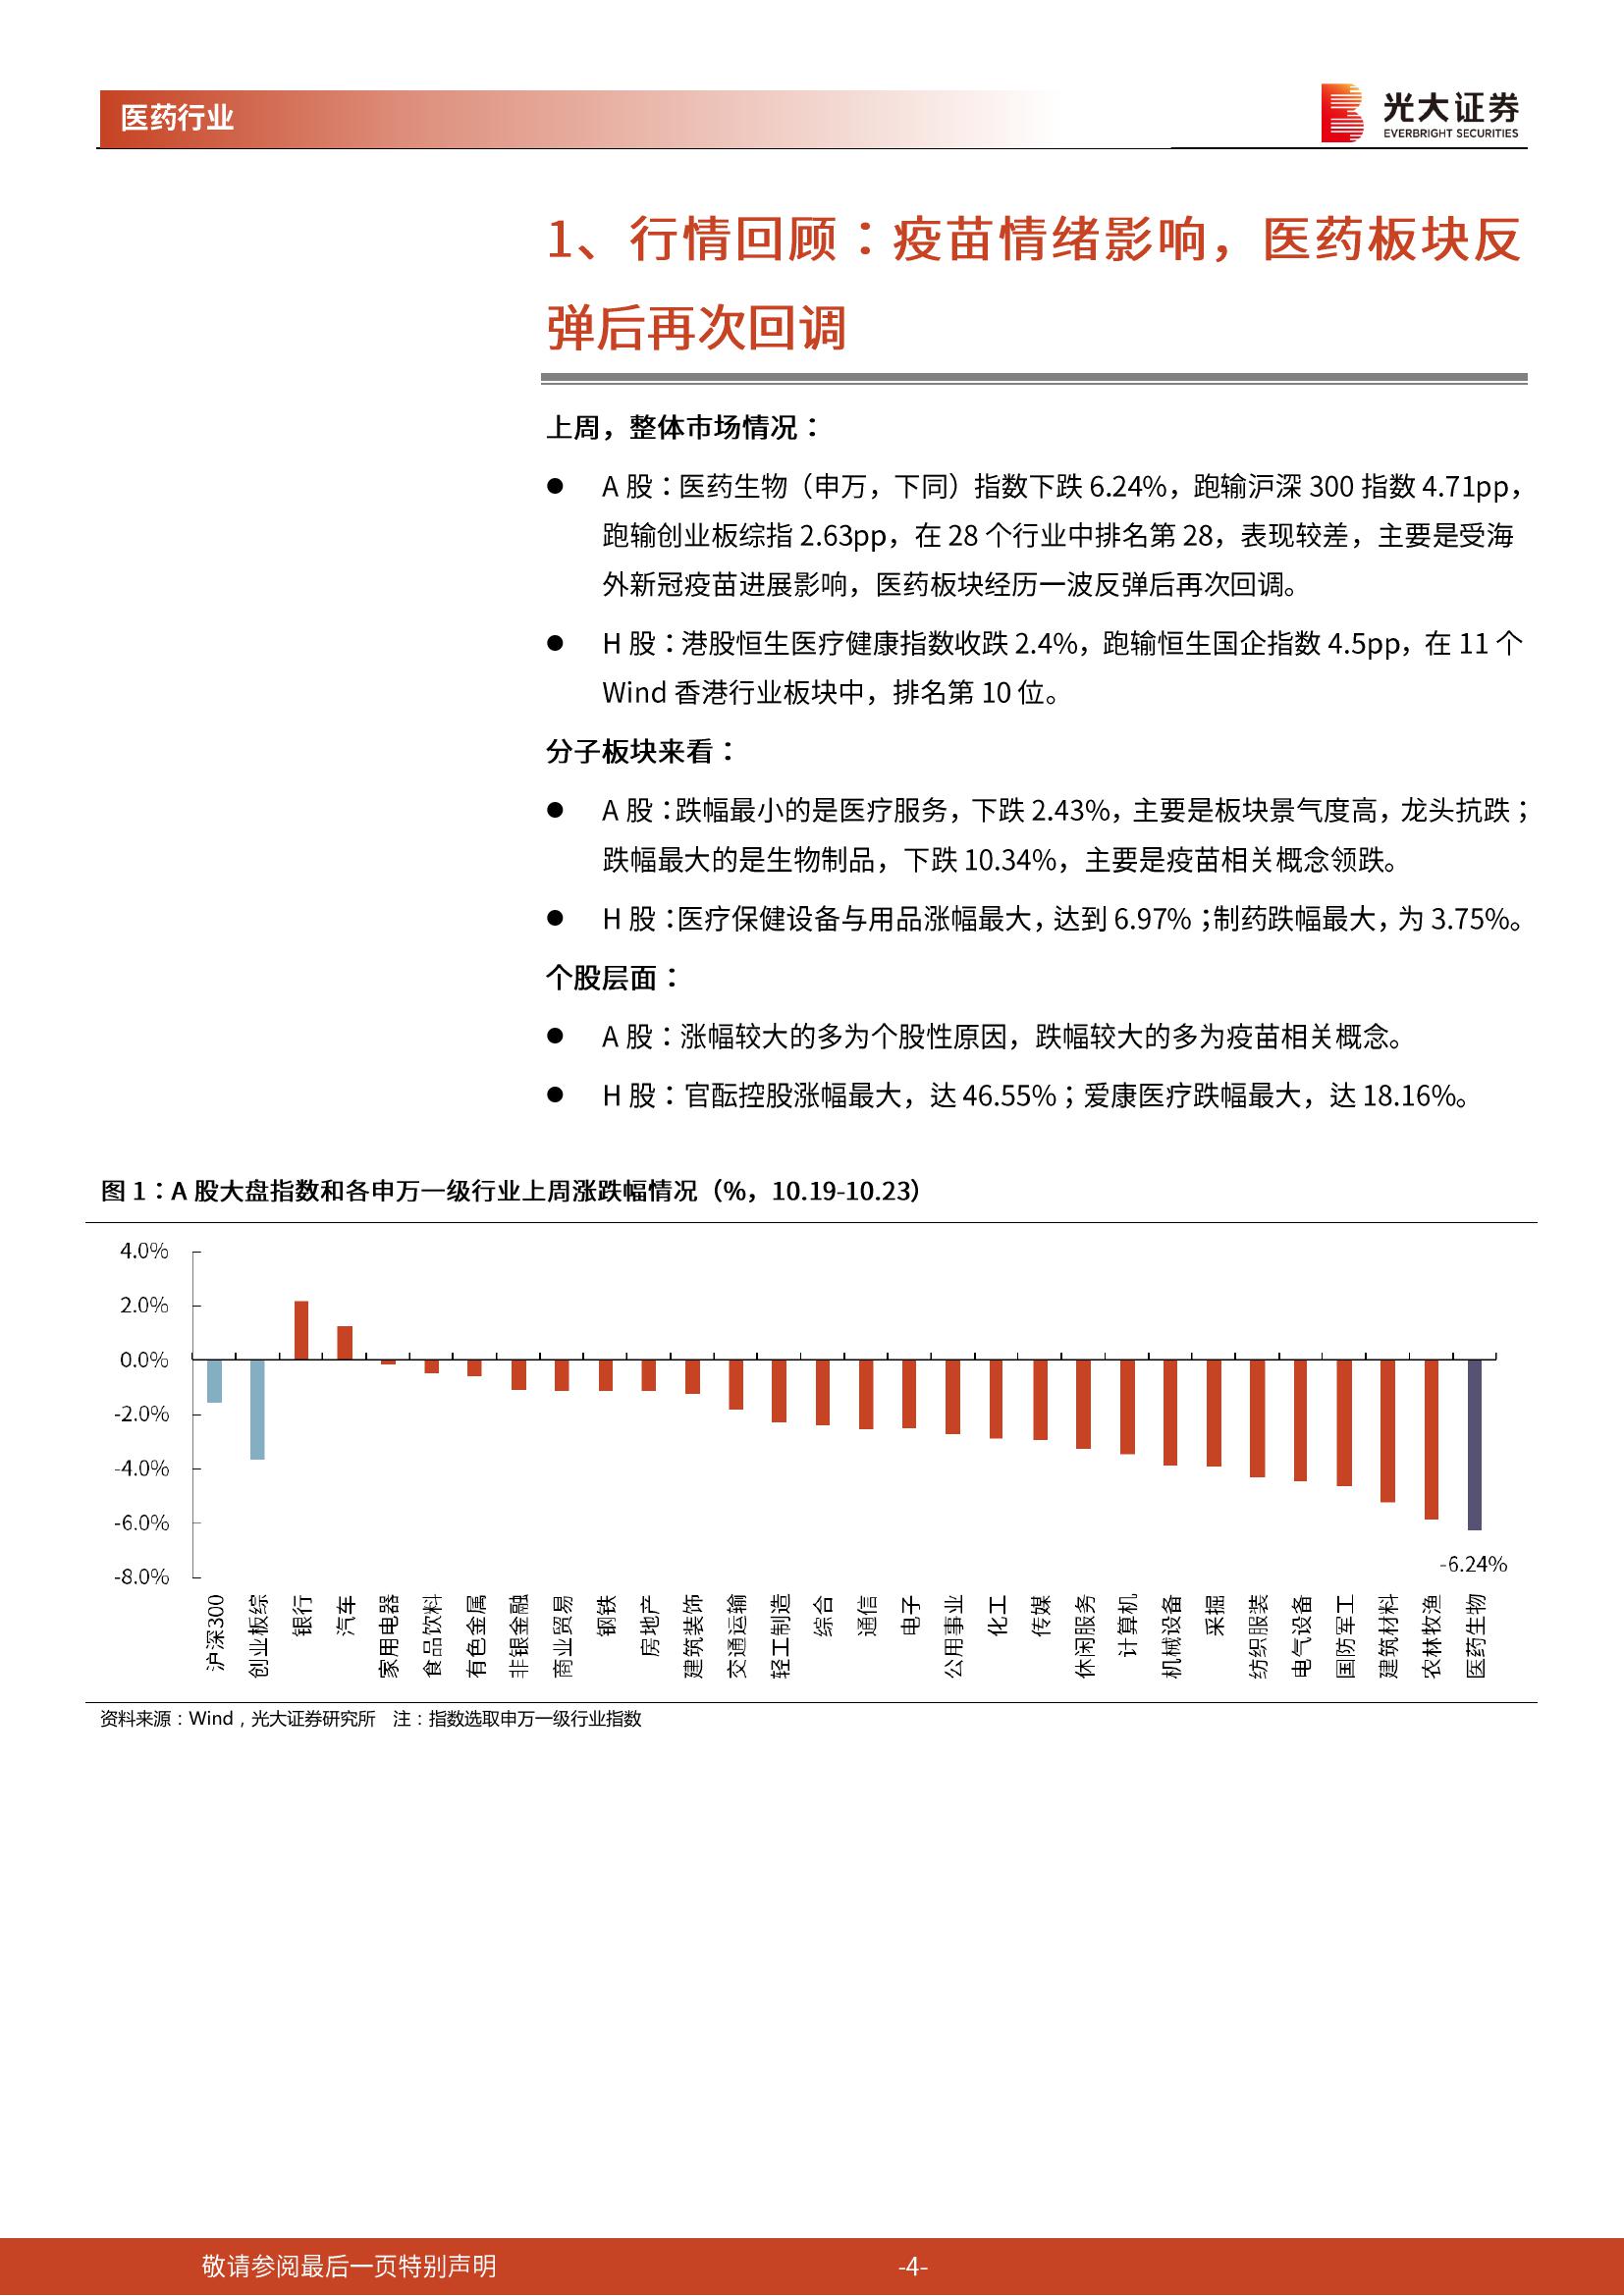 医药行业
光大证券
EVERBRIGHT SECURITIES
1、行情回顾：疫苗情绪影响，医药板块反
弹后再次回调
上周，整体市场情况：
● A 股：医药生物（申万，下同）指数下跌 6.24%，跑输沪深 300 指数 4.71pp，
跑输创业板综指 2.63pp，在 28 个行业中排名第 28，表现较差，主要是受海
外新冠疫苗进展影响，医药板块经历一波反弹后再次回调。
● H 股：港股恒生医疗健康指数收跌 2.4%，跑输恒生国企指数 4.5pp，在 11 个
Wind 香港行业板块中，排名第 10 位。
分子板块来看：
● A 股：跌幅最小的是医疗服务，下跌 2.43%，主要是板块景气度高，龙头抗跌；
跌幅最大的是生物制品，下跌 10.34%，主要是疫苗相关概念领跌。
● H 股：医疗保健设备与用品涨幅最大，达到 6.97%；制药跌幅最大，为 3.75%。
个股层面：
● A 股：涨幅较大的多为个股性原因，跌幅较大的多为疫苗相关概念。
● H 股：官酝控股涨幅最大，达 46.55%；爱康医疗跌幅最大，达 18.16%。
图 1：A 股大盘指数和各申万一级行业上周涨跌幅情况（%，10.19-10.23）
4.0%
2.0%
0.0%
-2.0%
-4.0%
-6.0%
-8.0%
-6.24%
沪深300
创业板综
银行
汽车
家用电器
食品饮料
有色金属
非银金融
商业贸易
钢铁
房地产
建筑装饰
交通运输
轻工制造
综合
通信
电子
公用事业
化工
传媒
休闲服务
计算机
机械设备
采掘
纺织服装
电气设备
国防军工
建筑材料
农林牧渔
医药生物
资料来源：Wind，光大证券研究所 注：指数选取申万一级行业指数
敬请参阅最后一页特别声明
-4-